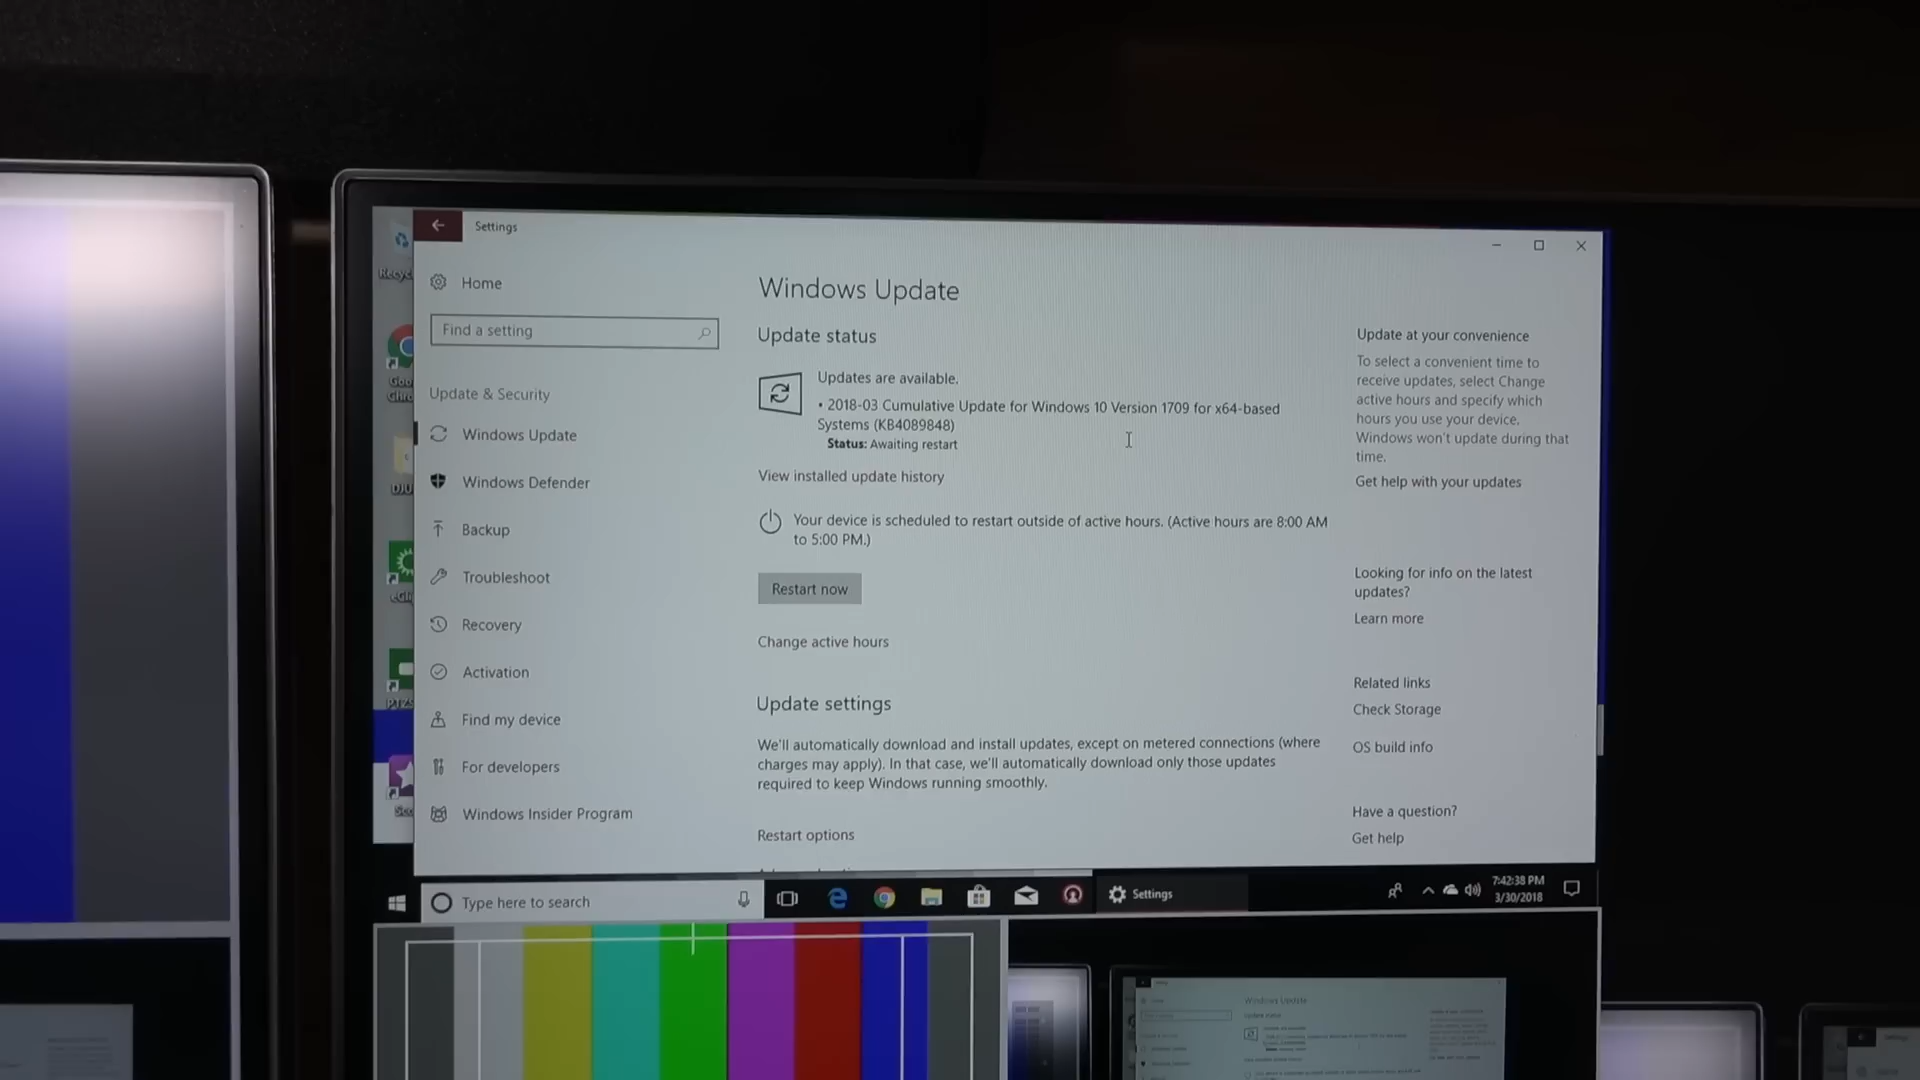 Settings
Home
Find a setting
Update & Security
Windows Update
Windows Defender
Backup
Troubleshoot
Recovery
Activation
Find my device
For developers
Windows Insider Program
Windows Update
Update status
Updates are available.
• 2018-03 Cumulative Update for Windows 10 Version 1709 for x64-based
Systems (KB4089848)
Status: Awaiting restart
View installed update history
Your device is scheduled to restart outside of active hours. (Active hours are 8:00 AM
to 5:00 PM.)
Restart now
Change active hours
Update settings
We'll automatically download and install updates, except on metered connections (where
charges may apply). In that case, we'll automatically download only those updates
required to keep Windows running smoothly.
Restart options
Update at your convenience
To select a convenient time to
receive updates, select Change
active hours and specify which
hours you use your device.
Windows won't update during that
time.
Get help with your updates
Looking for info on the latest
updates?
Learn more
Related links
Check Storage
OS build info
Have a question?
Get help
Type here to search
Settings
7:42:38 PM
3/30/2018
Windows Update